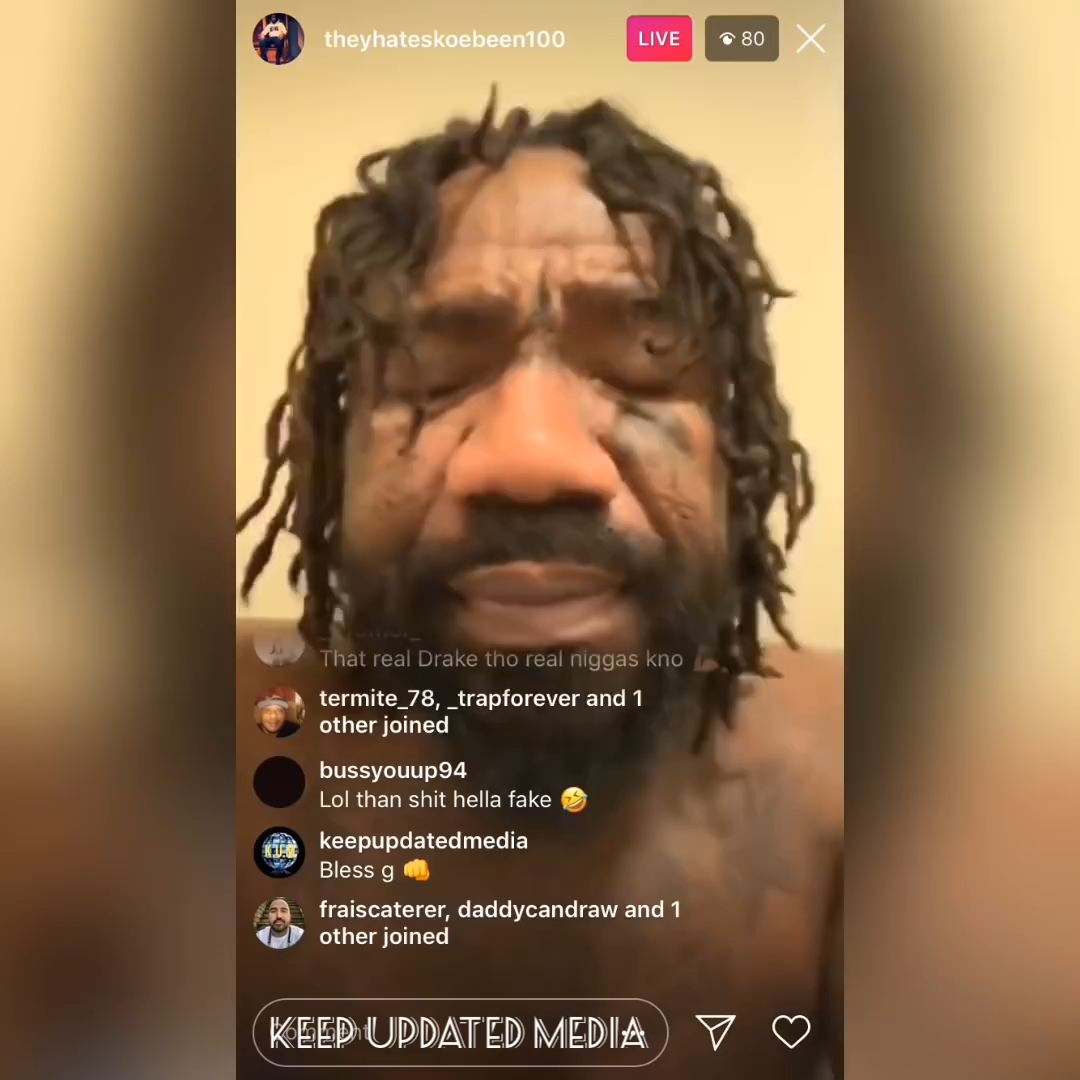 theyhateskoebeen100
LIVE
80
That real Drake tho real niggas kno
termite_78, _trapforever and 1
other joined
bussyouup94
Lol than shit hella fake 🤣
keepupdatedmedia
Bless g 👊
fraiscaterer, daddycandraw and 1
other joined
Comment
KEEP UPDATED MEDIA